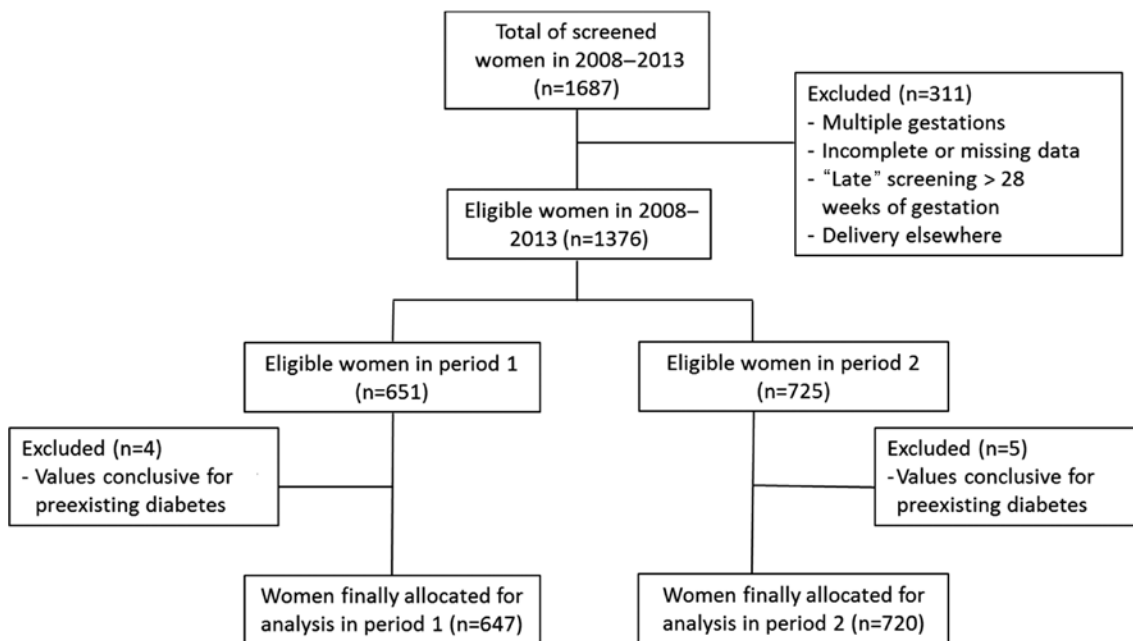 Total of screened
women in 2008–2013
(n=1687)
Excluded (n=311)
- Multiple gestations
- Incomplete or missing data
- “Late” screening > 28
weeks of gestation
- Delivery elsewhere
Eligible women in 2008–
2013 (n=1376)
Eligible women in period 1
(n=651)
Eligible women in period 2
(n=725)
Excluded (n=4)
- Values conclusive for
preexisting diabetes
Excluded (n=5)
-Values conclusive for
preexisting diabetes
Women finally allocated for
analysis in period 1 (n=647)
Women finally allocated for
analysis in period 2 (n=720)